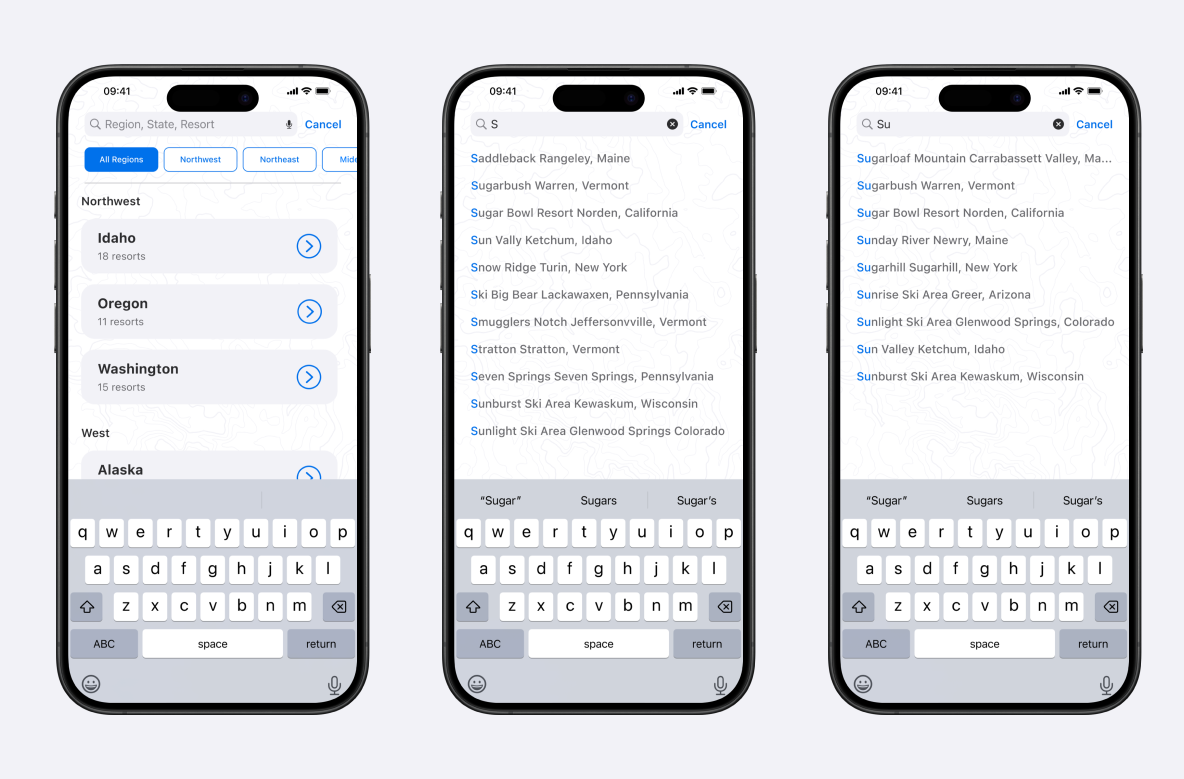 09:41
Region, State, Resort
Cancel
All Regions
Northwest
Northeast
Mide
Northwest
Idaho
18 resorts
Oregon
11 resorts
Washington
15 resorts
West
Alaska
q w e r t y u i o p
a s d f g h j k l
z x c v b n m
ABC
space
return
09:41
S
Cancel
Saddleback Rangeley, Maine
Sugarbush Warren, Vermont
Sugar Bowl Resort Norden, California
Sun Vally Ketchum, Idaho
Snow Ridge Turin, New York
Ski Big Bear Lackawaxen, Pennsylvania
Smugglers Notch Jeffersonvville, Vermont
Stratton Stratton, Vermont
Seven Springs Seven Springs, Pennsylvania
Sunburst Ski Area Kewaskum, Wisconsin
Sunlight Ski Area Glenwood Springs Colorado
“Sugar”
Sugars
Sugar’s
q w e r t y u i o p
a s d f g h j k l
z x c v b n m
ABC
space
return
09:41
Su
Cancel
Sugarloaf Mountain Carrabassett Valley, Ma...
Sugarbush Warren, Vermont
Sugar Bowl Resort Norden, California
Sunday River Newry, Maine
Sugarhill Sugarhill, New York
Sunrise Ski Area Greer, Arizona
Sunlight Ski Area Glenwood Springs, Colorado
Sun Valley Ketchum, Idaho
Sunburst Ski Area Kewaskum, Wisconsin
“Sugar”
Sugars
Sugar’s
q w e r t y u i o p
a s d f g h j k l
z x c v b n m
ABC
space
return